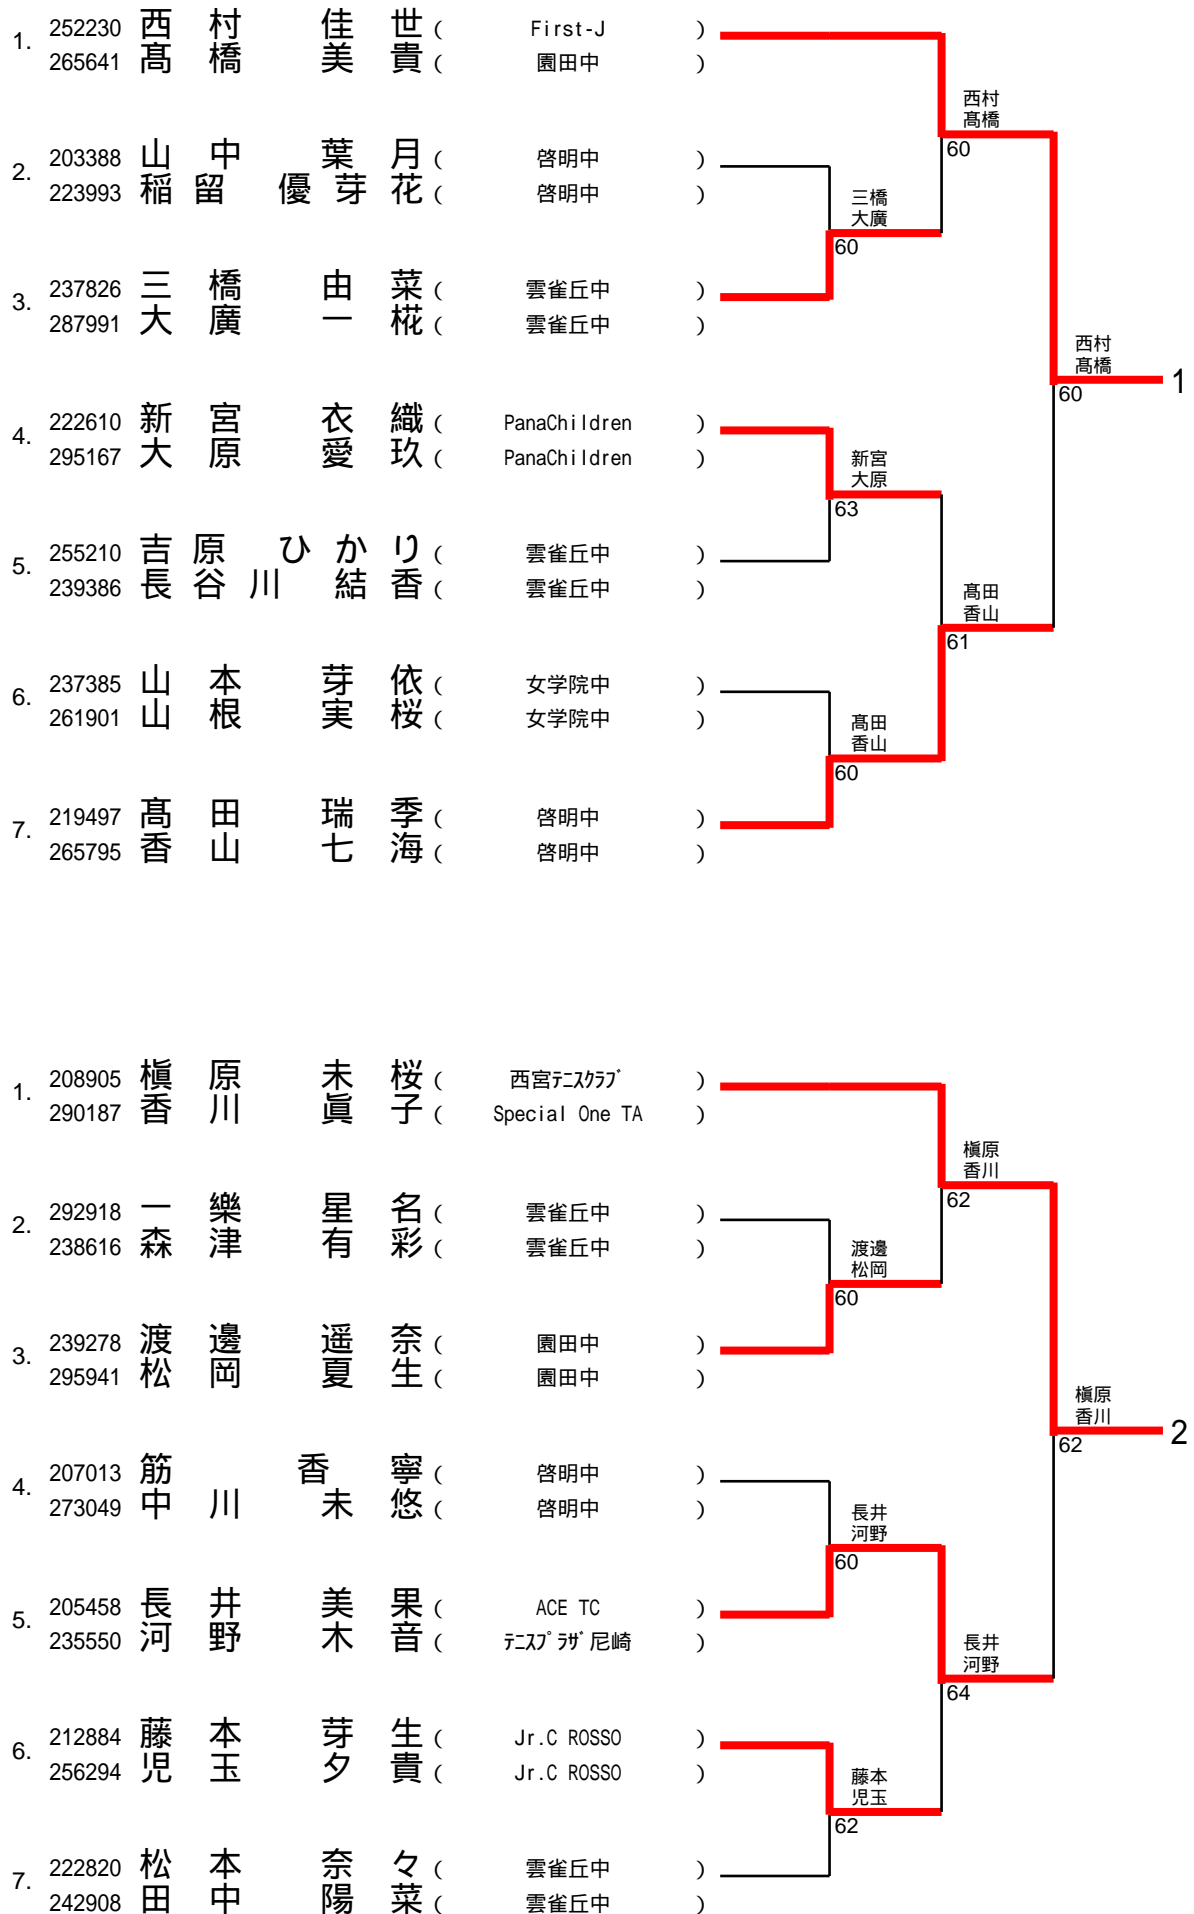 1. 252230 西村 佳世 ( First-J )
265641 髙橋 美貴 ( 園田中 )
西村
髙橋
60
2. 203388 山中 葉月 ( 啓明中 )
223993 稲留 優芽花 ( 啓明中 )
三橋
大廣
60
3. 237826 三橋 由菜 ( 雲雀丘中 )
287991 大廣 一椛 ( 雲雀丘中 )
西村
髙橋
60
1
4. 222610 新宮 衣織 ( PanaChildren )
295167 大原 愛玖 ( PanaChildren )
新宮
大原
63
5. 255210 吉原 ひかり ( 雲雀丘中 )
239386 長谷川 結香 ( 雲雀丘中 )
髙田
香山
61
6. 237385 山本 芽依 ( 女学院中 )
261901 山根 実桜 ( 女学院中 )
髙田
香山
60
7. 219497 髙田 瑞季 ( 啓明中 )
265795 香山 七海 ( 啓明中 )
1. 208905 槇原 未桜 ( 西宮ﾃﾆｽｸﾗﾌﾞ )
290187 香川 眞子 ( Special One TA )
槇原
香川
62
2. 292918 一樂 星名 ( 雲雀丘中 )
238616 森津 有彩 ( 雲雀丘中 )
渡邊
松岡
60
3. 239278 渡邊 遥奈 ( 園田中 )
295941 松岡 夏生 ( 園田中 )
槇原
香川
62
2
4. 207013 筋 香寧 ( 啓明中 )
273049 中川 未悠 ( 啓明中 )
長井
河野
60
5. 205458 長井 美果 ( ACE TC )
235550 河野 木音 ( ﾃﾆｽﾌﾟﾗｻﾞ尼崎 )
長井
河野
64
6. 212884 藤本 芽生 ( Jr.C ROSSO )
256294 児玉 夕貴 ( Jr.C ROSSO )
藤本
児玉
62
7. 222820 松本 奈々 ( 雲雀丘中 )
242908 田中 陽菜 ( 雲雀丘中 )